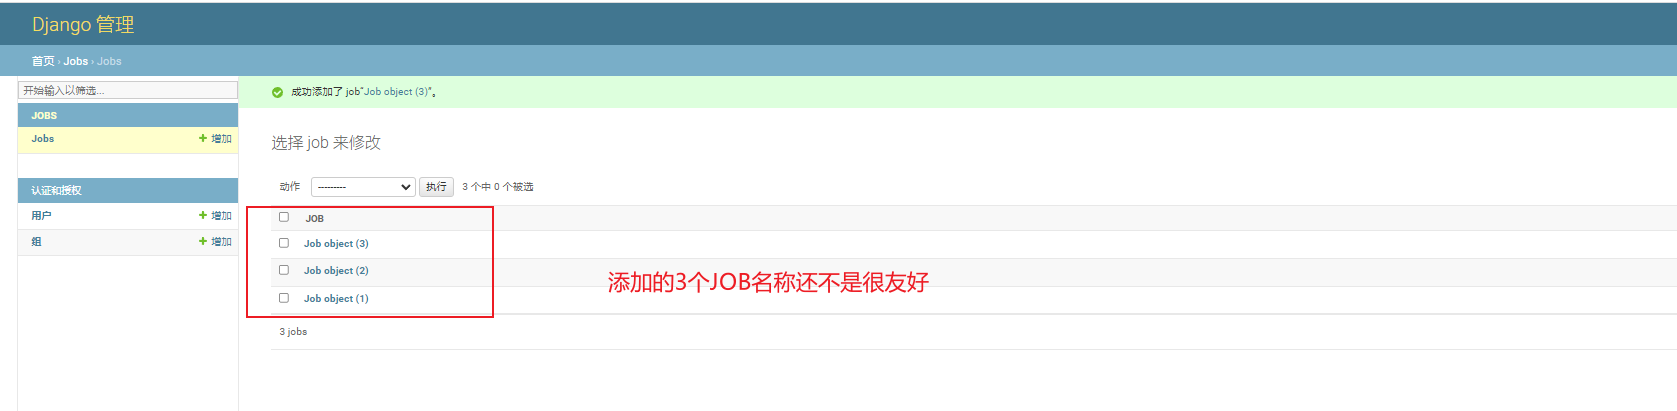 Django 管理
首页 › Jobs › Jobs
开始输入以筛选...
JOBS
Jobs
增加
认证和授权
用户
增加
组
增加
成功添加了 job“Job object (3)”。
选择 job 来修改
动作
---------
执行
3 个中 0 个被选
JOB
Job object (3)
Job object (2)
Job object (1)
3 jobs
添加的3个JOB名称还不是很友好